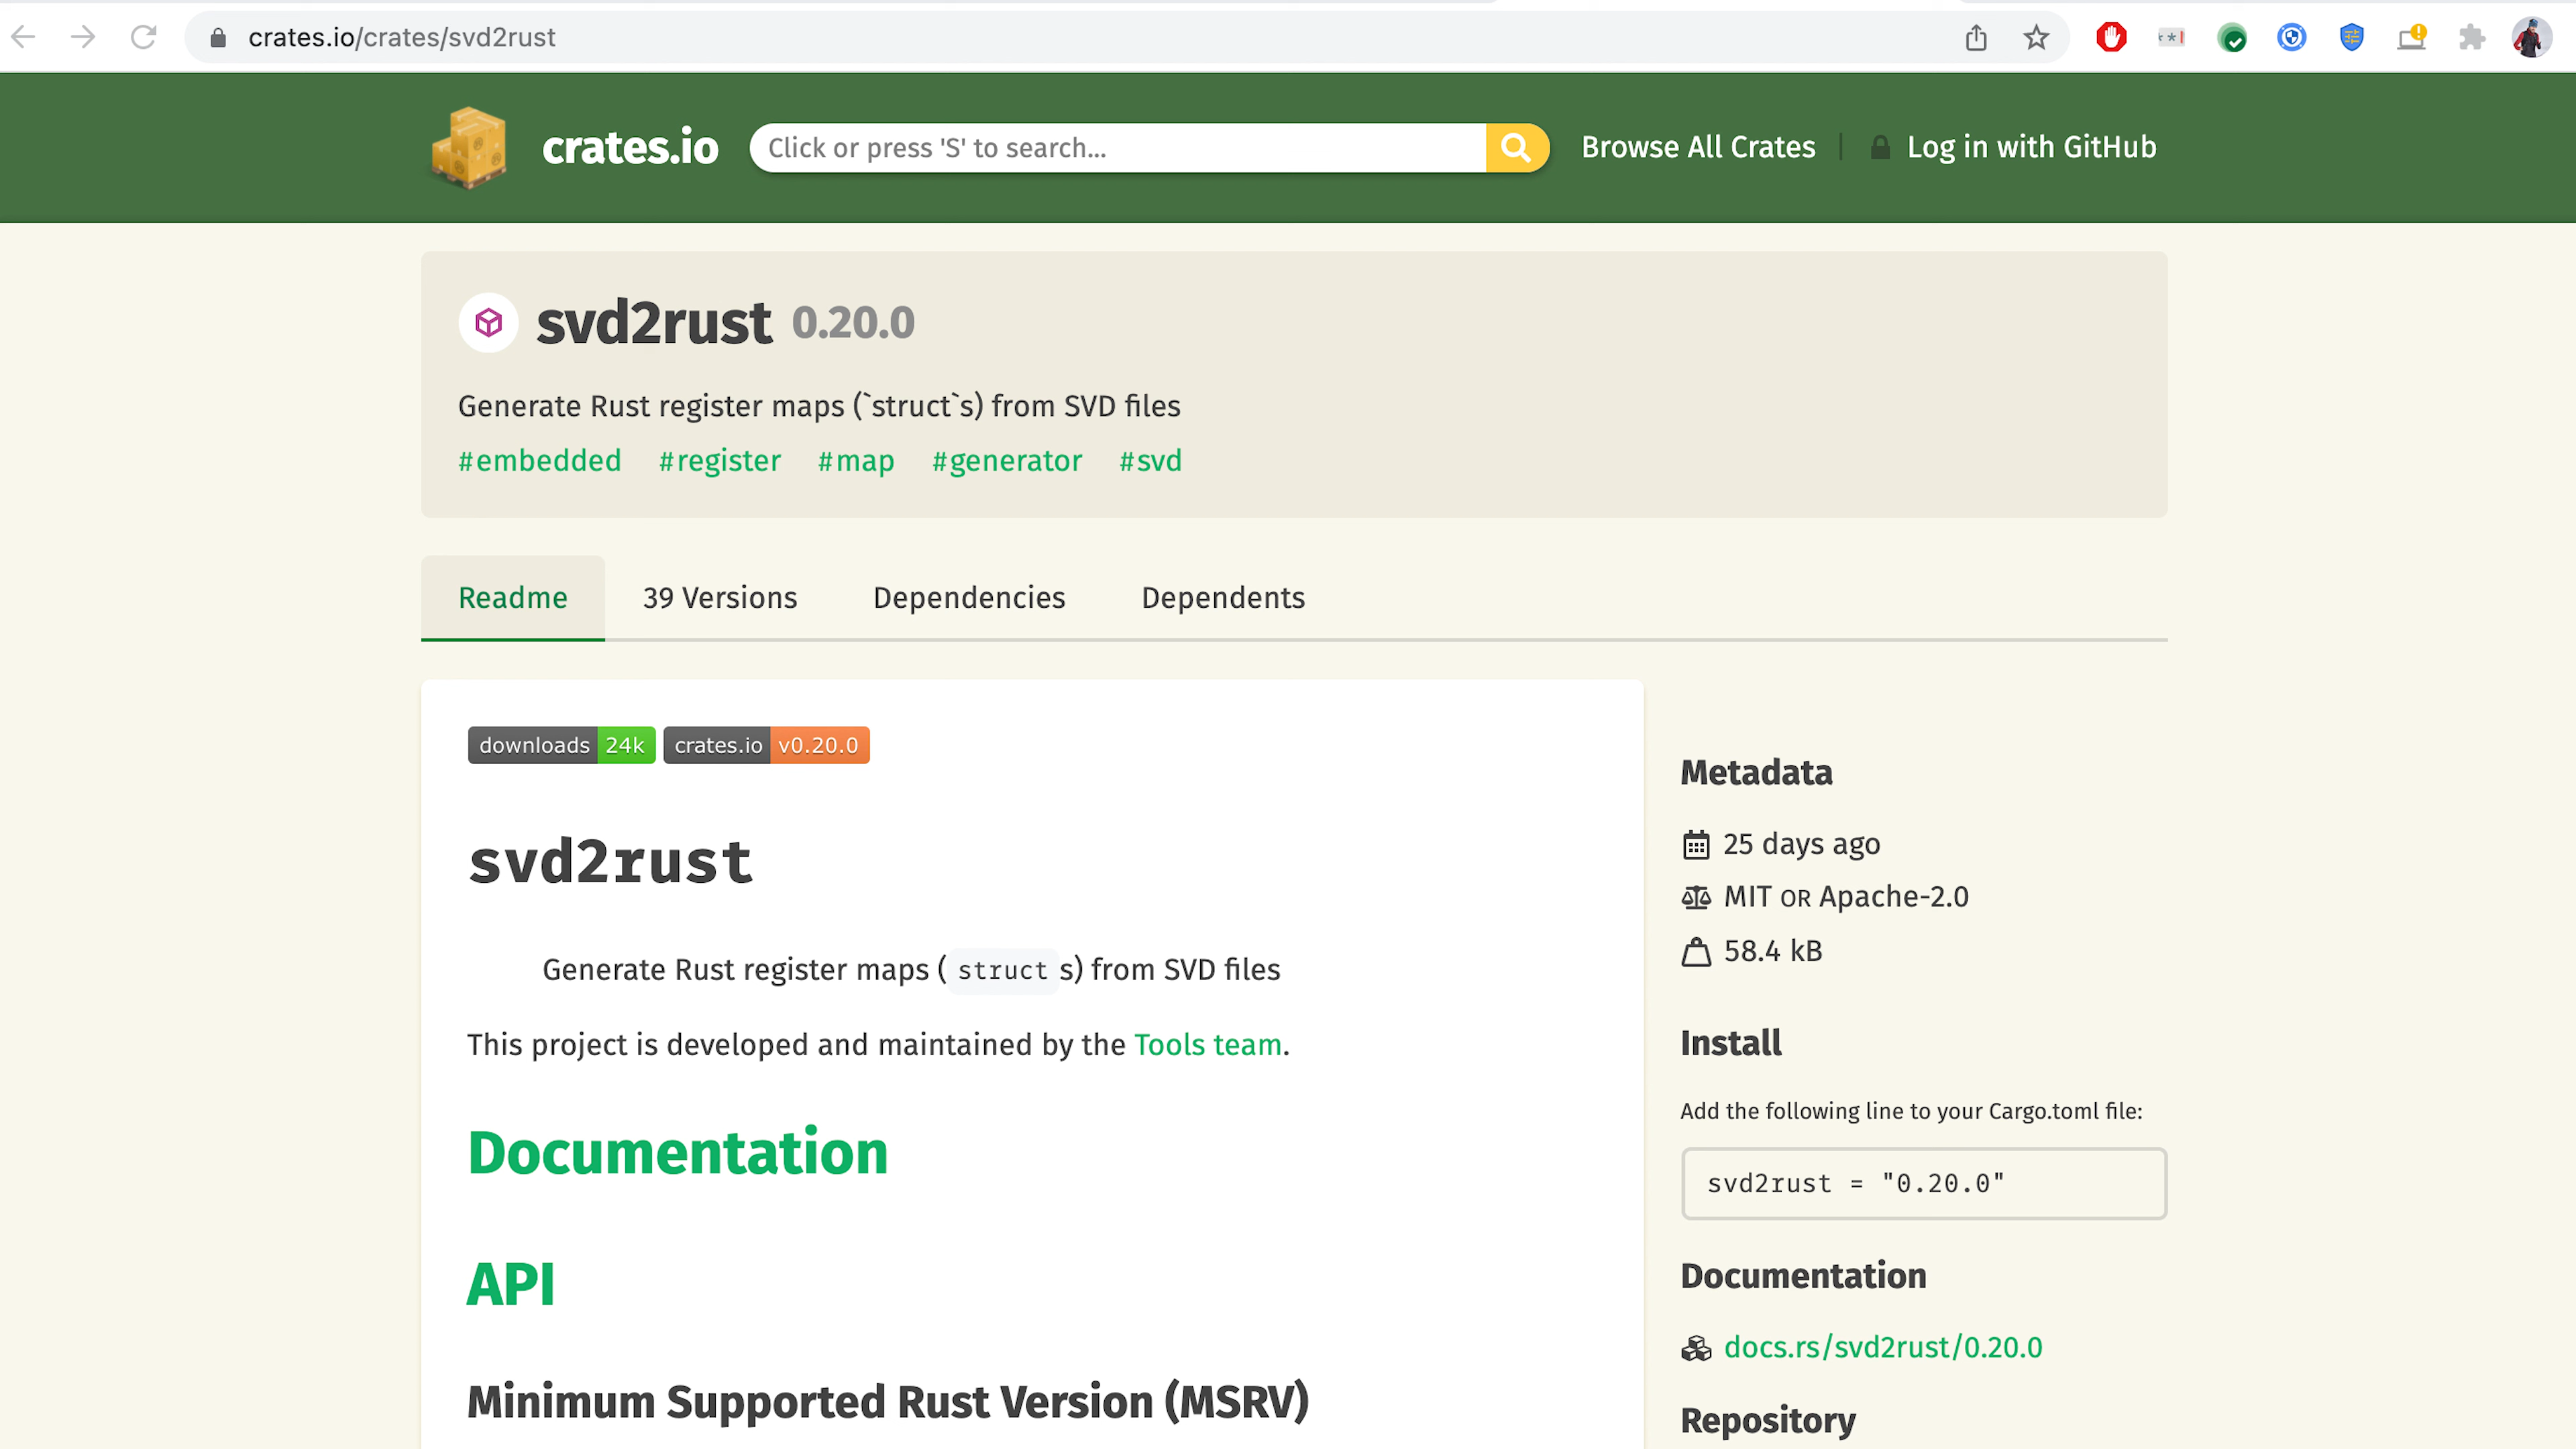 crates.io/crates/svd2rust
crates.io
Click or press 'S' to search...
Browse All Crates
Log in with GitHub
svd2rust 0.20.0
Generate Rust register maps (`struct`s) from SVD files
#embedded #register #map #generator #svd
Readme
39 Versions
Dependencies
Dependents
downloads 24k crates.io v0.20.0
svd2rust
Generate Rust register maps (structs) from SVD files
This project is developed and maintained by the Tools team.
Documentation
API
Minimum Supported Rust Version (MSRV)
Metadata
25 days ago
MIT OR Apache-2.0
58.4 kB
Install
Add the following line to your Cargo.toml file:
svd2rust = "0.20.0"
Documentation
docs.rs/svd2rust/0.20.0
Repository